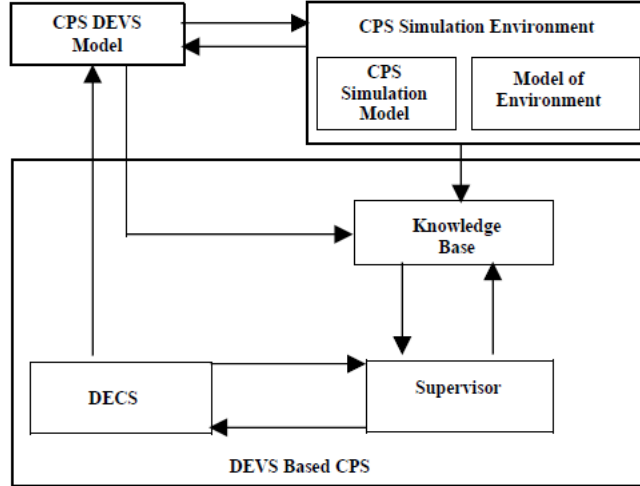 CPS DEVS
Model
CPS Simulation Environment
CPS
Simulation
Model
Model of
Environment
Knowledge
Base
DECS
Supervisor
DEVS Based CPS